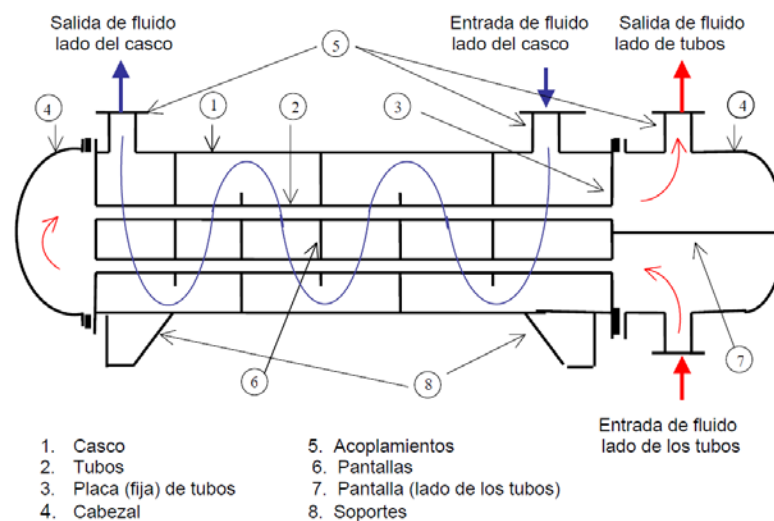 Salida de fluido
lado del casco
Entrada de fluido
lado del casco
Salida de fluido
lado de tubos
5
4
1
2
3
4
6
8
7
Entrada de fluido
lado de los tubos
1. Casco
2. Tubos
3. Placa (fija) de tubos
4. Cabezal
5. Acoplamientos
6. Pantallas
7. Pantalla (lado de los tubos)
8. Soportes